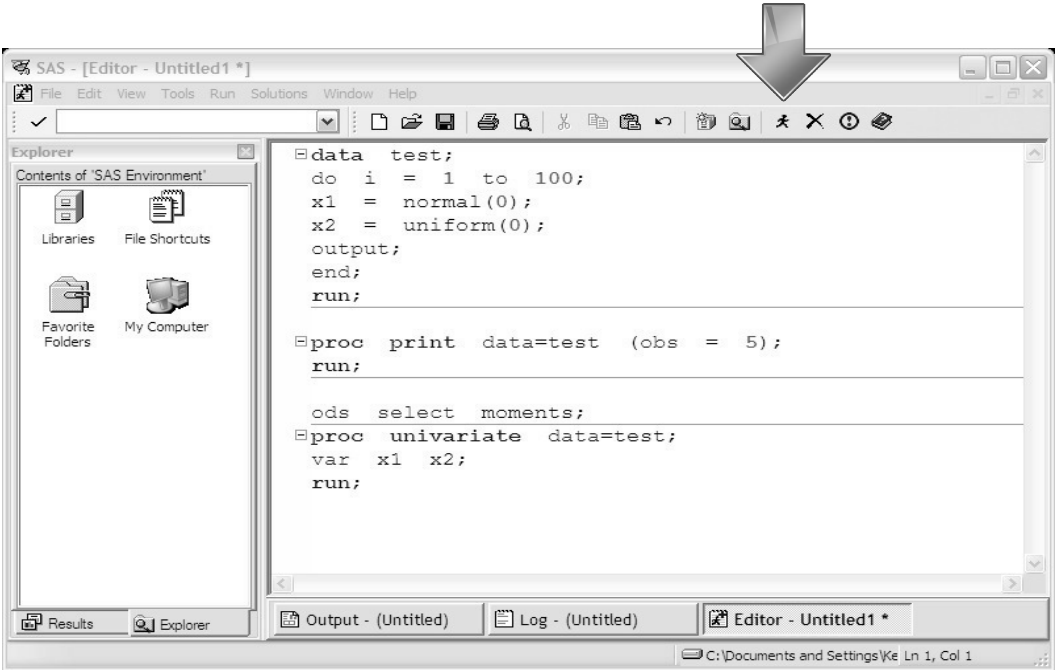 SAS - [Editor - Untitled1 *]
File Edit View Tools Run Solutions Window Help
Explorer
Contents of 'SAS Environment'
Libraries
File Shortcuts
Favorite Folders
My Computer
data test;
do i = 1 to 100;
x1 = normal(0);
x2 = uniform(0);
output;
end;
run;
proc print data=test (obs = 5);
run;
ods select moments;
proc univariate data=test;
var x1 x2;
run;
Results
Explorer
Output - (Untitled)
Log - (Untitled)
Editor - Untitled1 *
C:\Documents and Settings\Ke
Ln 1, Col 1